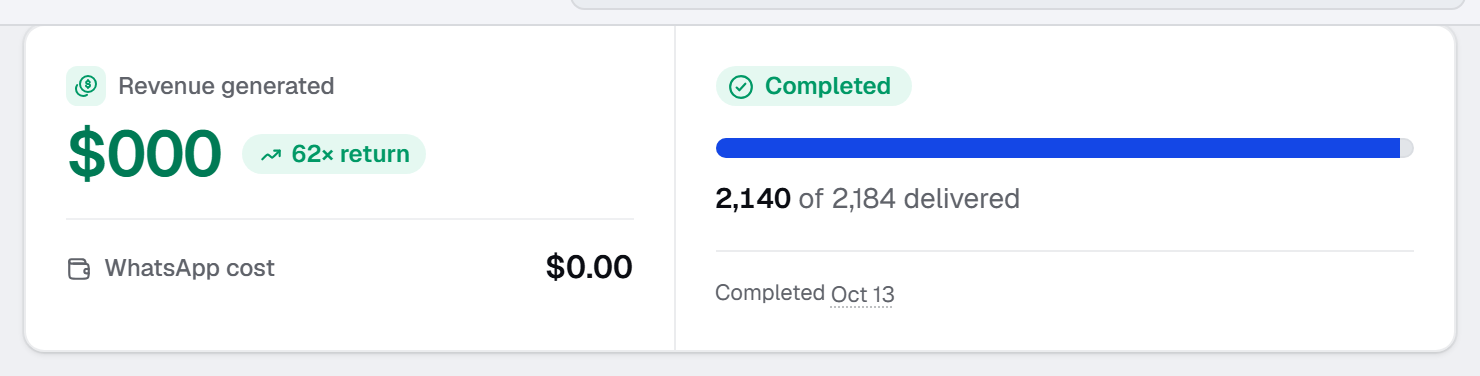 Revenue generated
$000
62× return
WhatsApp cost
$0.00
Completed
2,140 of 2,184 delivered
Completed Oct 13